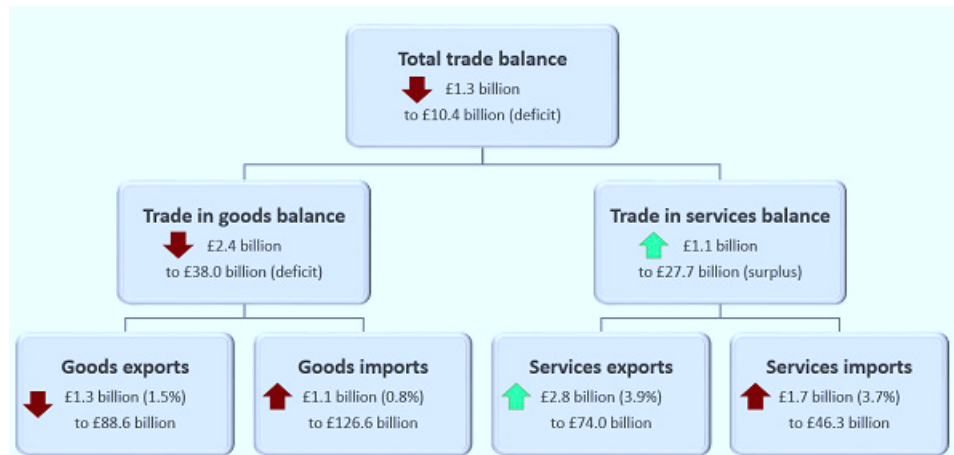 Total trade balance
£1.3 billion
to £10.4 billion (deficit)
Trade in goods balance
£2.4 billion
to £38.0 billion (deficit)
Trade in services balance
£1.1 billion
to £27.7 billion (surplus)
Goods exports
£1.3 billion (1.5%)
to £88.6 billion
Goods imports
£1.1 billion (0.8%)
to £126.6 billion
Services exports
£2.8 billion (3.9%)
to £74.0 billion
Services imports
£1.7 billion (3.7%)
to £46.3 billion